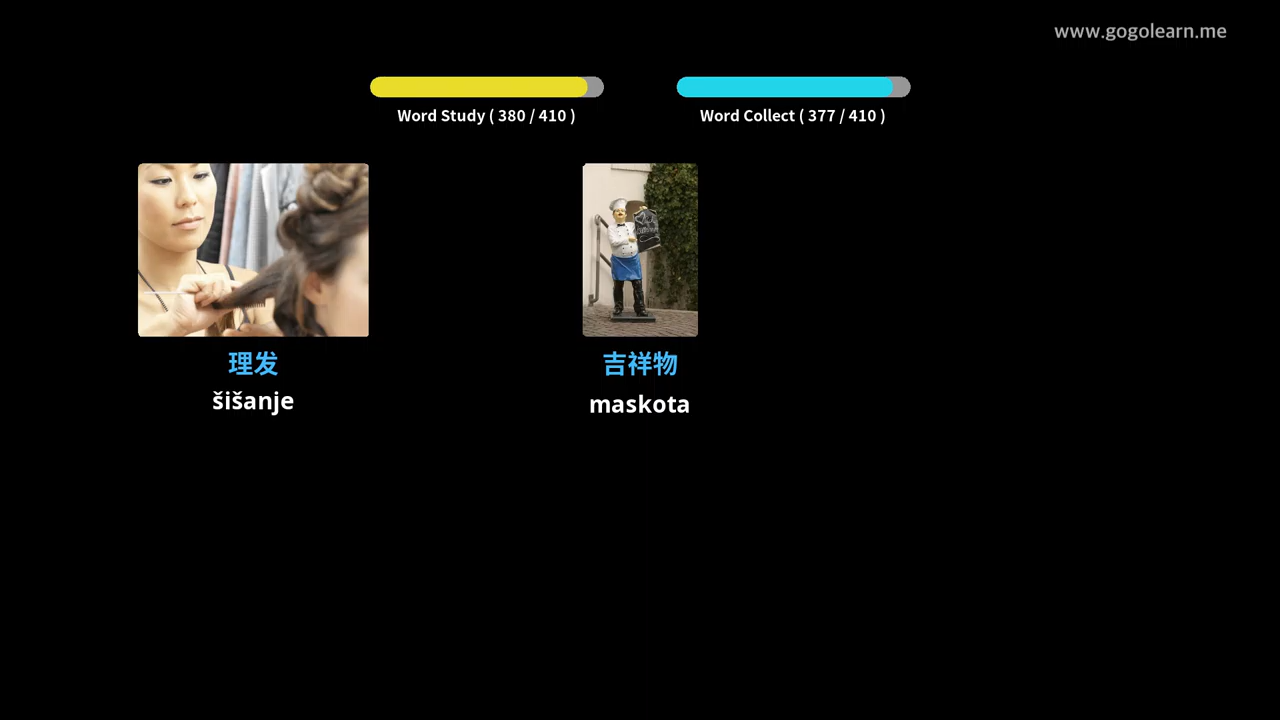 www.gogolearn.me
Word Study ( 380 / 410 )
Word Collect ( 377 / 410 )
理发
šišanje
吉祥物
maskota